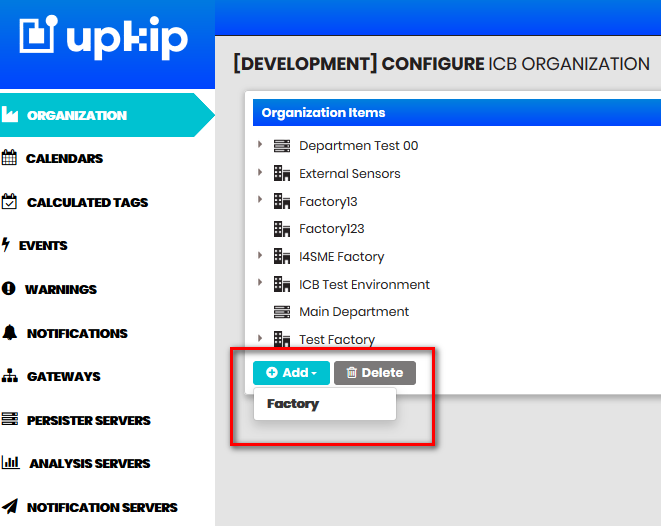 upkip
[DEVELOPMENT] CONFIGURE ICB ORGANIZATION
ORGANIZATION
CALENDARS
CALCULATED TAGS
EVENTS
WARNINGS
NOTIFICATIONS
GATEWAYS
PERSISTER SERVERS
ANALYSIS SERVERS
NOTIFICATION SERVERS
Organization Items
Departmen Test 00
External Sensors
Factory13
Factory123
I4SME Factory
ICB Test Environment
Main Department
Test Factory
Add Delete
Factory